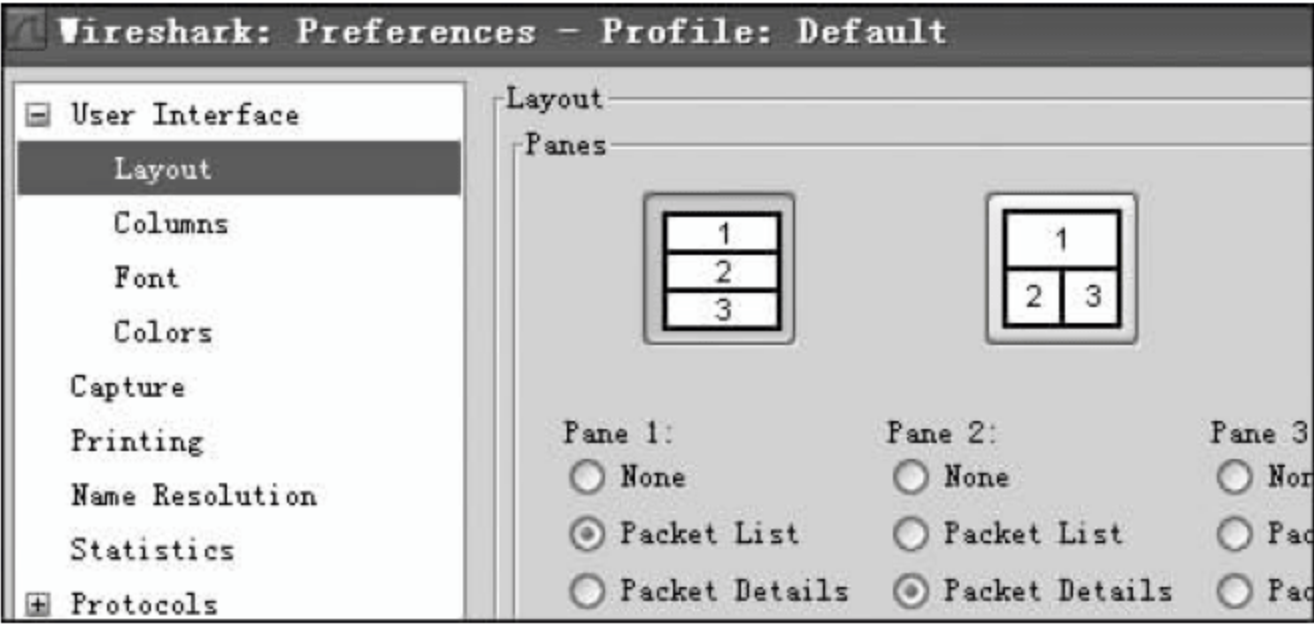 Wireshark: Preferences - Profile: Default
User Interface
Layout
Columns
Font
Colors
Capture
Printing
Name Resolution
Statistics
Protocols
Layout
Panes
1
2
3
1
2 3
Pane 1: Pane 2: Pane 3
None None
Packet List Packet List
Packet Details Packet Details